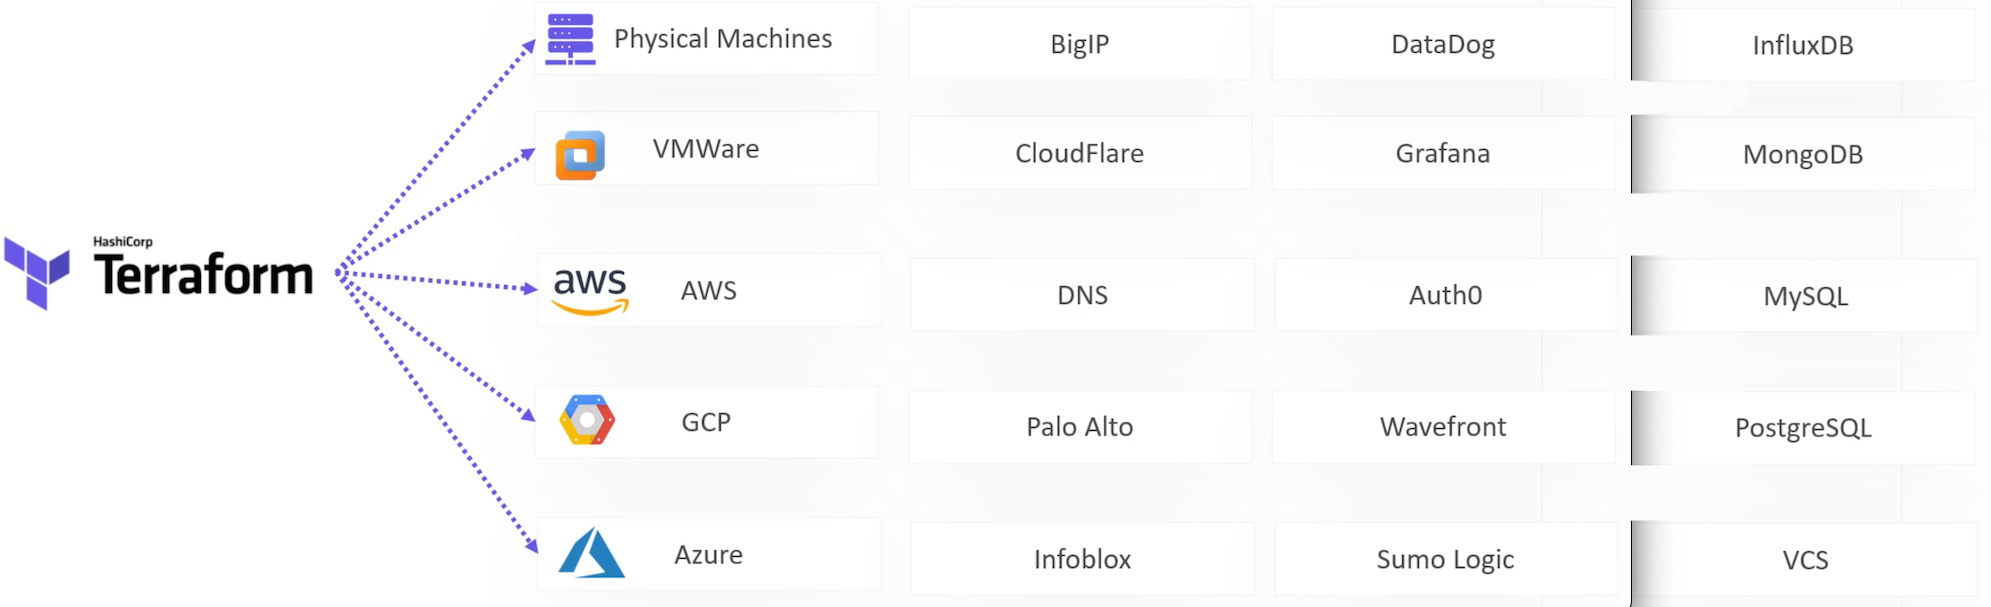 Physical Machines
BigIP
DataDog
InfluxDB
VMWare
CloudFlare
Grafana
MongoDB
HashiCorp
Terraform
aws
AWS
DNS
Auth0
MySQL
GCP
Palo Alto
Wavefront
PostgreSQL
Azure
Infoblox
Sumo Logic
VCS